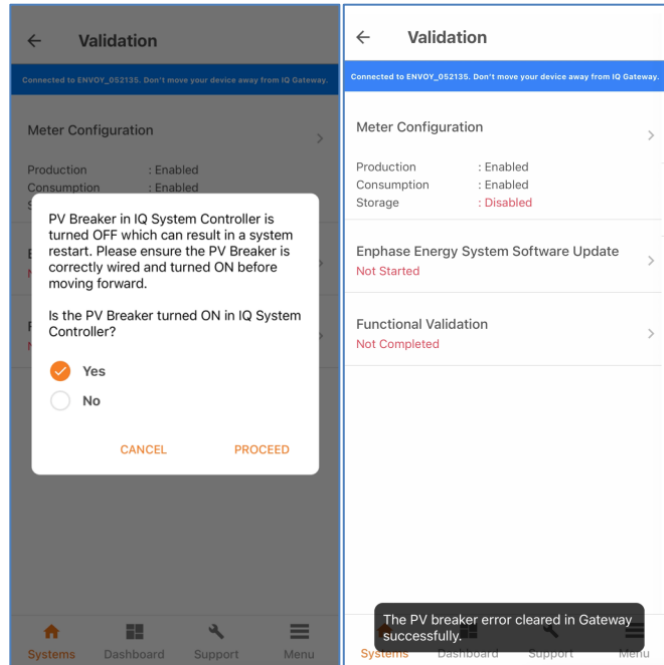 Validation
Connected to ENVOY_052135. Don't move your device away from IQ Gateway.
Meter Configuration
Production : Enabled
Consumption : Enabled
PV Breaker in IQ System Controller is
turned OFF which can result in a system
restart. Please ensure the PV Breaker is
correctly wired and turned ON before
moving forward.
Is the PV Breaker turned ON in IQ System
Controller?
Yes
No
CANCEL PROCEED
Systems Dashboard Support Menu
Validation
Connected to ENVOY_052135. Don't move your device away from IQ Gateway.
Meter Configuration
Production : Enabled
Consumption : Enabled
Storage : Disabled
Enphase Energy System Software Update
Not Started
Functional Validation
Not Completed
The PV breaker error cleared in Gateway
successfully.
Systems Dashboard Support Menu